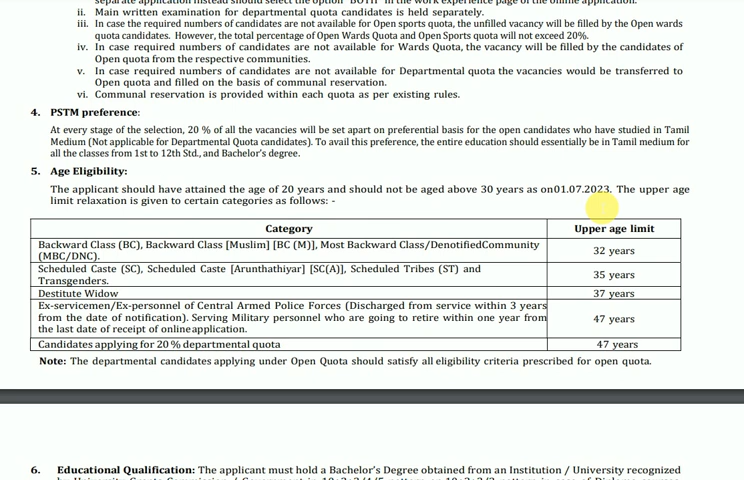 separate application instead should select the option "BOTH" in the work experience page of the online application.
ii. Main written examination for departmental quota candidates is held separately.
iii. In case the required numbers of candidates are not available for Open sports quota, the unfilled vacancy will be filled by the Open wards
quota candidates. However, the total percentage of Open Wards Quota and Open Sports quota will not exceed 20%.
iv. In case required numbers of candidates are not available for Wards Quota, the vacancy will be filled by the candidates of
Open quota from the respective communities.
v. In case required numbers of candidates are not available for Departmental quota the vacancies would be transferred to
Open quota and filled on the basis of communal reservation.
vi. Communal reservation is provided within each quota as per existing rules.
4. PSTM preference:
At every stage of the selection, 20 % of all the vacancies will be set apart on preferential basis for the open candidates who have studied in Tamil
Medium (Not applicable for Departmental Quota candidates). To avail this preference, the entire education should essentially be in Tamil medium for
all the classes from 1st to 12th Std., and Bachelor's degree.
5. Age Eligibility:
The applicant should have attained the age of 20 years and should not be aged above 30 years as on01.07.2023. The upper age
limit relaxation is given to certain categories as follows: -
Category Upper age limit
Backward Class (BC), Backward Class [Muslim] [BC (M)], Most Backward Class/DenotifiedCommunity
(MBC/DNC). 32 years
Scheduled Caste (SC), Scheduled Caste [Arunthathiyar] [SC(A)], Scheduled Tribes (ST) and
Transgenders. 35 years
Destitute Widow 37 years
Ex-servicemen/Ex-personnel of Central Armed Police Forces (Discharged from service within 3 years
from the date of notification). Serving Military personnel who are going to retire within one year from
the last date of receipt of onlineapplication. 47 years
Candidates applying for 20 % departmental quota 47 years
Note: The departmental candidates applying under Open Quota should satisfy all eligibility criteria prescribed for open quota.
6. Educational Qualification: The applicant must hold a Bachelor's Degree obtained from an Institution / University recognized